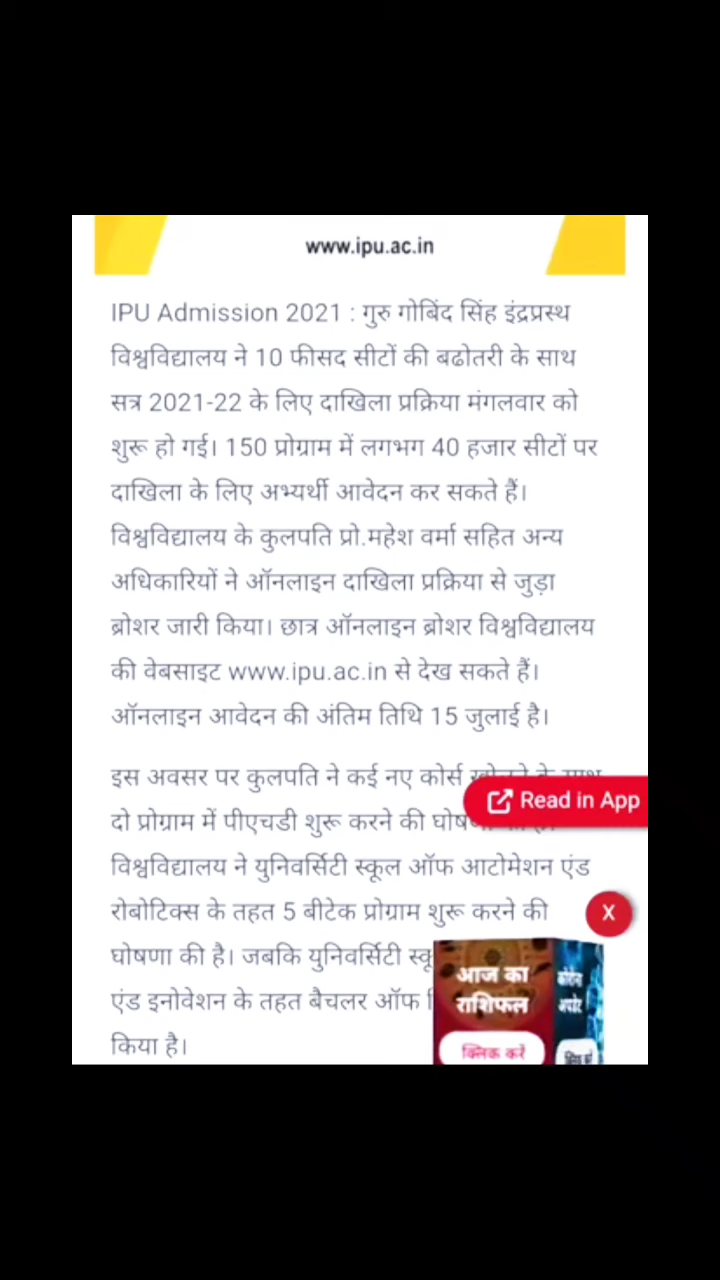 www.ipu.ac.in
IPU Admission 2021 : गुरु गोबिंद सिंह इंद्रप्रस्थ
विश्वविद्यालय ने 10 फीसद सीटों की बढोतरी के साथ
सत्र 2021-22 के लिए दाखिला प्रक्रिया मंगलवार को
शुरू हो गई। 150 प्रोग्राम में लगभग 40 हजार सीटों पर
दाखिला के लिए अभ्यर्थी आवेदन कर सकते हैं।
विश्वविद्यालय के कुलपति प्रो.महेश वर्मा सहित अन्य
अधिकारियों ने ऑनलाइन दाखिला प्रक्रिया से जुड़ा
ब्रोशर जारी किया। छात्र ऑनलाइन ब्रोशर विश्वविद्यालय
की वेबसाइट www.ipu.ac.in से देख सकते हैं।
ऑनलाइन आवेदन की अंतिम तिथि 15 जुलाई है।
इस अवसर पर कुलपति ने कई नए कोर्स
Read in App
दो प्रोग्राम में पीएचडी शुरू करने की
विश्वविद्यालय ने युनिवर्सिटी स्कूल ऑफ आटोमेशन एंड
रोबोटिक्स के तहत 5 बीटेक प्रोग्राम शुरू करने की
X
घोषणा की है। जबकि युनिवर्सिटी
एंड इनोवेशन के तहत बैचलर ऑफ
किया है।
आज का
राशिफल
क्लिक करें